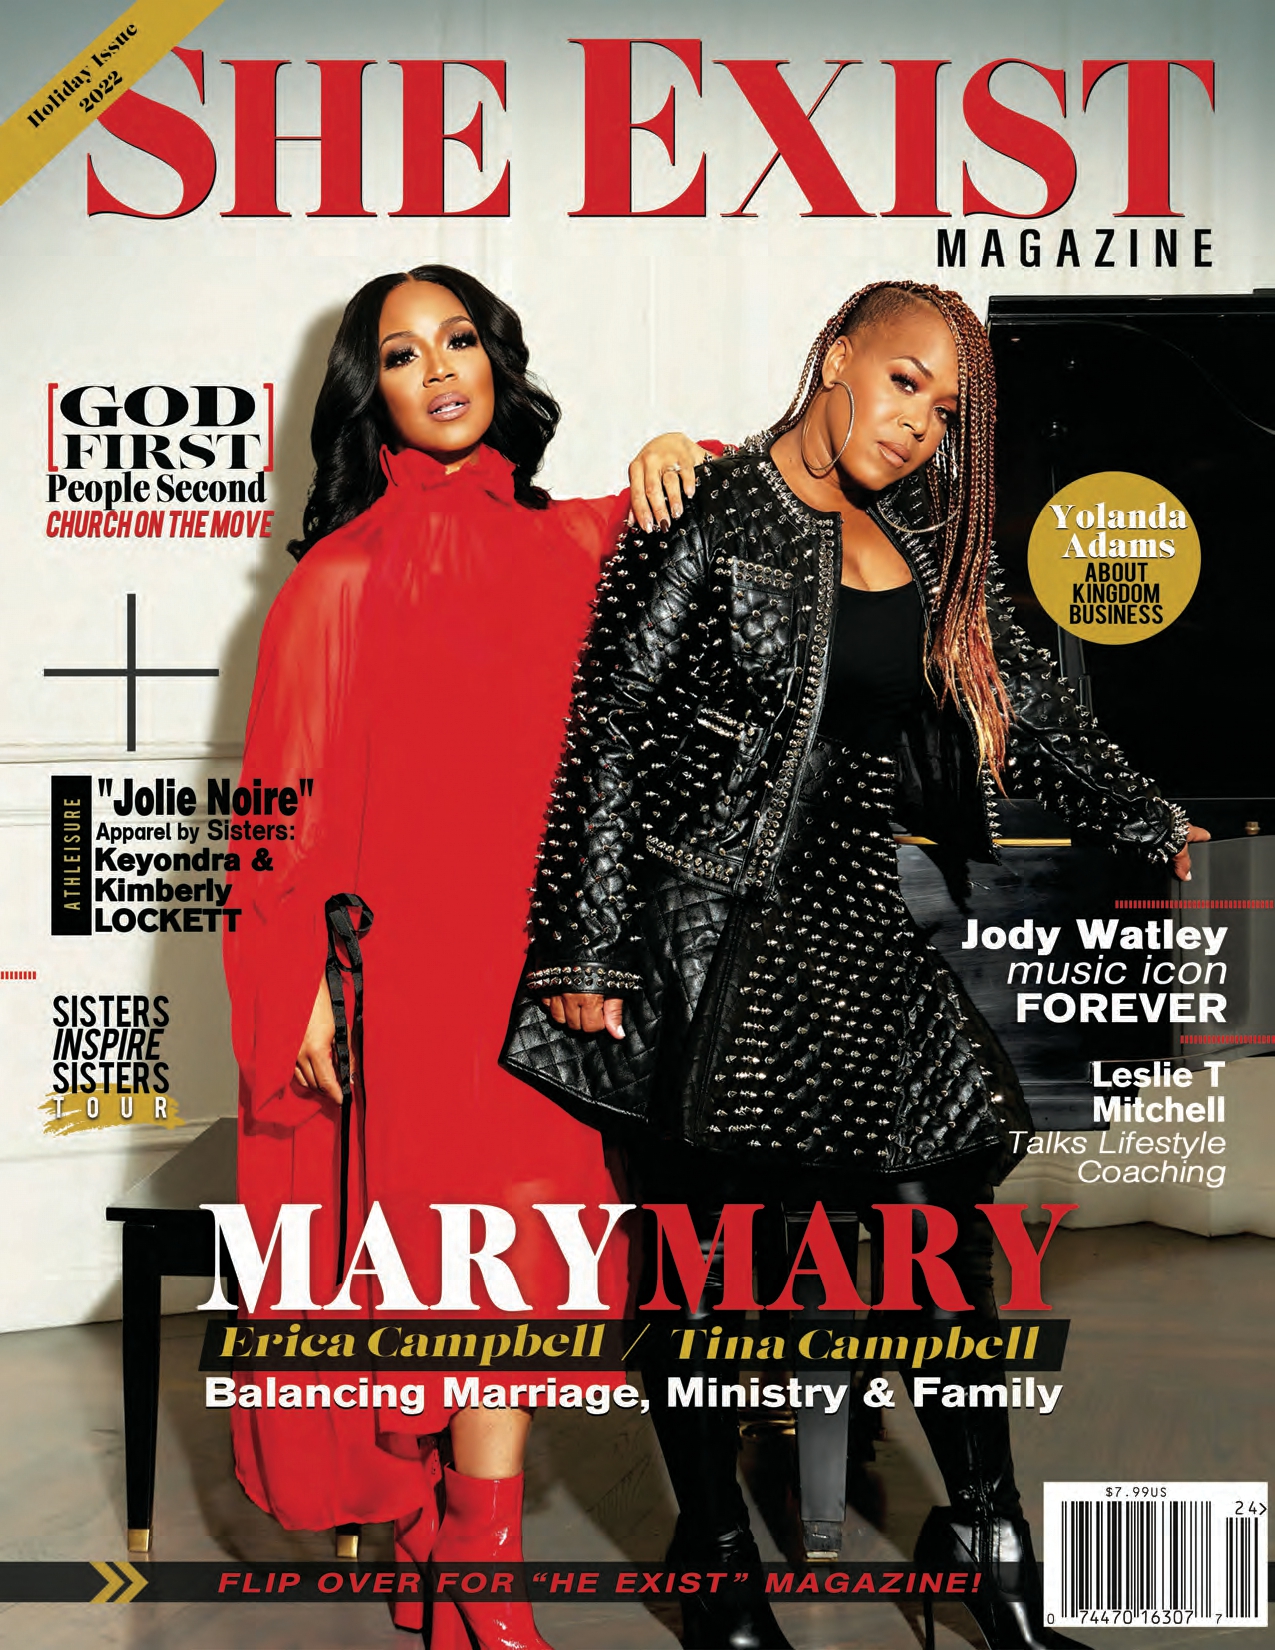 Holiday Issue
2022
SHE EXIST
MAGAZINE
[GOD
FIRST]
People Second
CHURCH ON THE MOVE
Yolanda
Adams
ABOUT
KINGDOM
BUSINESS
ATHLEISURE
"Jolie Noire"
Apparel by Sisters:
Keyondra &
Kimberly
LOCKETT
Jody Watley
music icon
FOREVER
SISTERS
INSPIRE
SISTERS
TOUR
Leslie T
Mitchell
Talks Lifestyle
Coaching
MARYMARY
Erica Campbell / Tina Campbell
Balancing Marriage, Ministry & Family
FLIP OVER FOR “HE EXIST” MAGAZINE!
$7.99US
24>
0 74470 16307 7